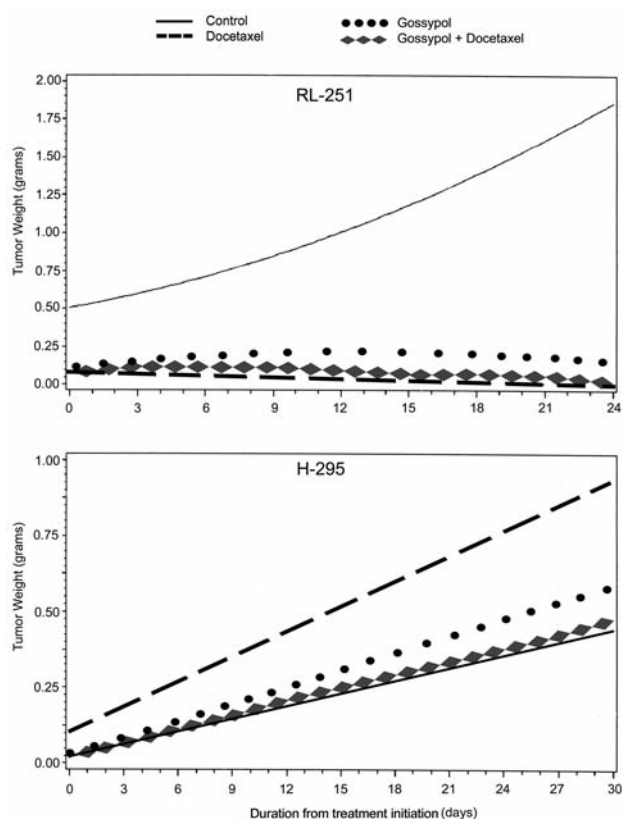 Control
Gossypol
Docetaxel
Gossypol + Docetaxel
RL-251
Tumor Weight (grams)
2.00
1.75
1.50
1.25
1.00
0.75
0.50
0.25
0.00
0 3 6 9 12 15 18 21 24
H-295
Tumor Weight (grams)
1.00
0.75
0.50
0.25
0.00
0 3 6 9 12 15 18 21 24 27 30
Duration from treatment initiation (days)